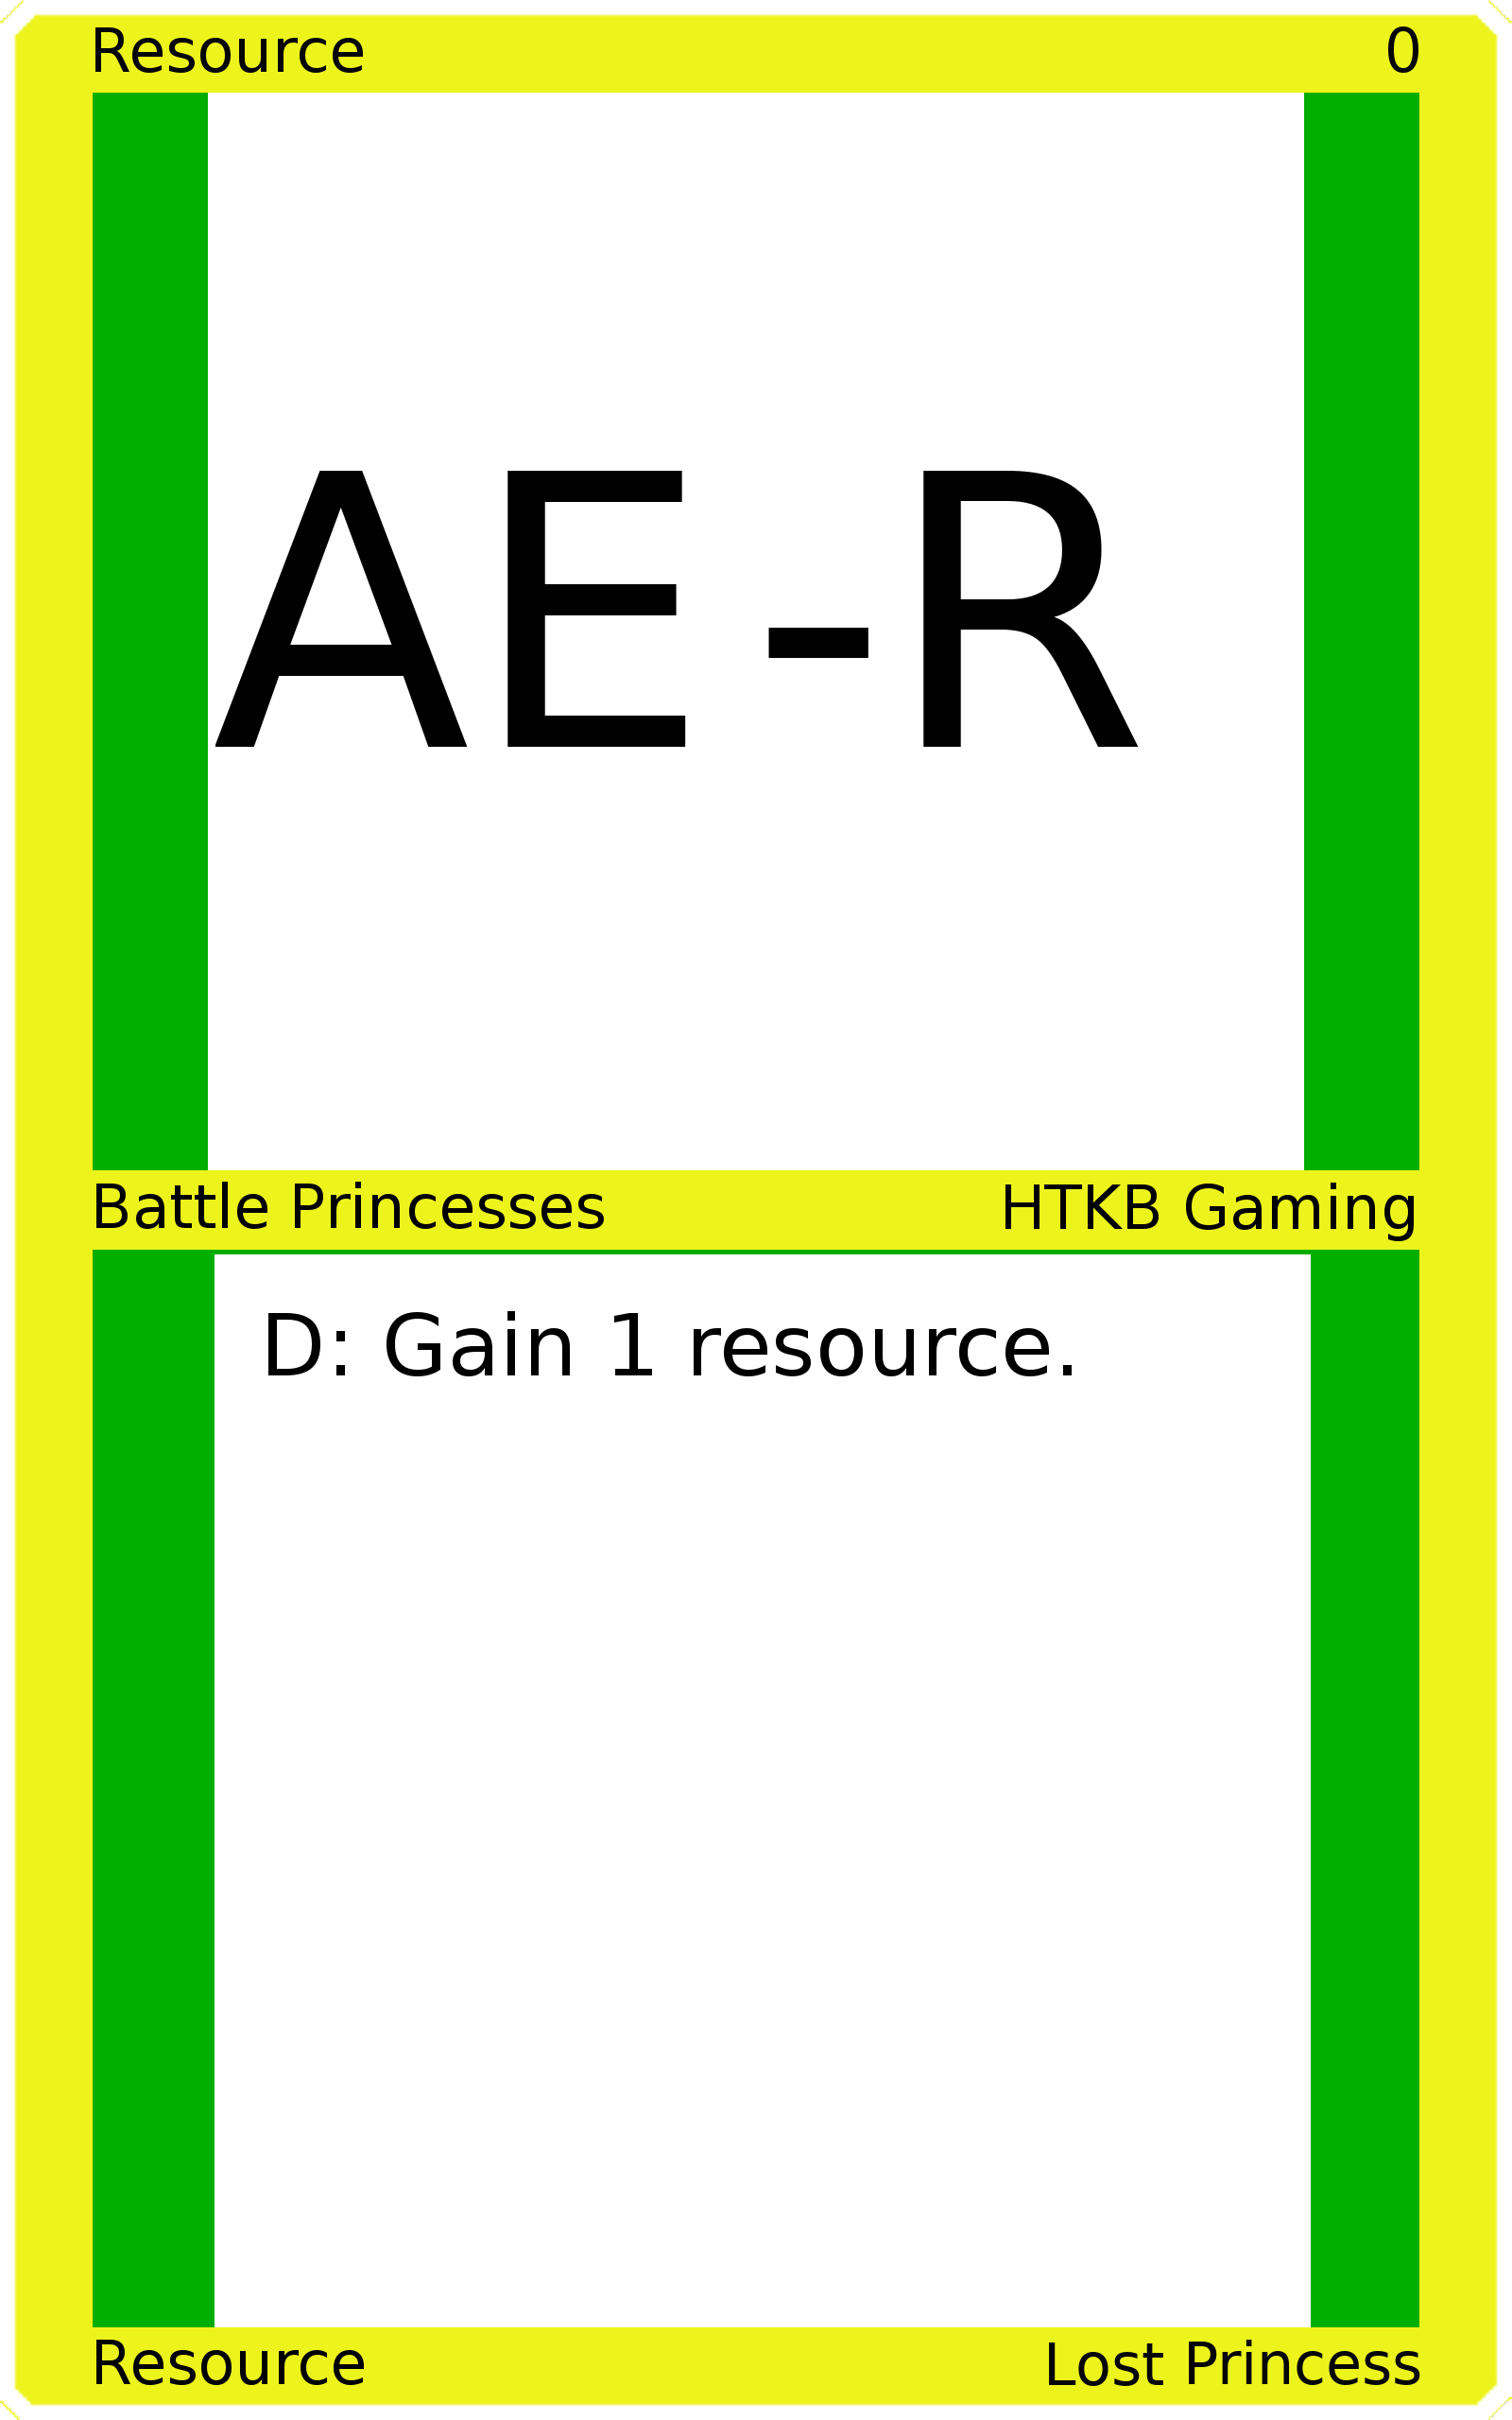 Resource 0
AE-R
Battle Princesses HTKB Gaming
D: Gain 1 resource.
Resource Lost Princess